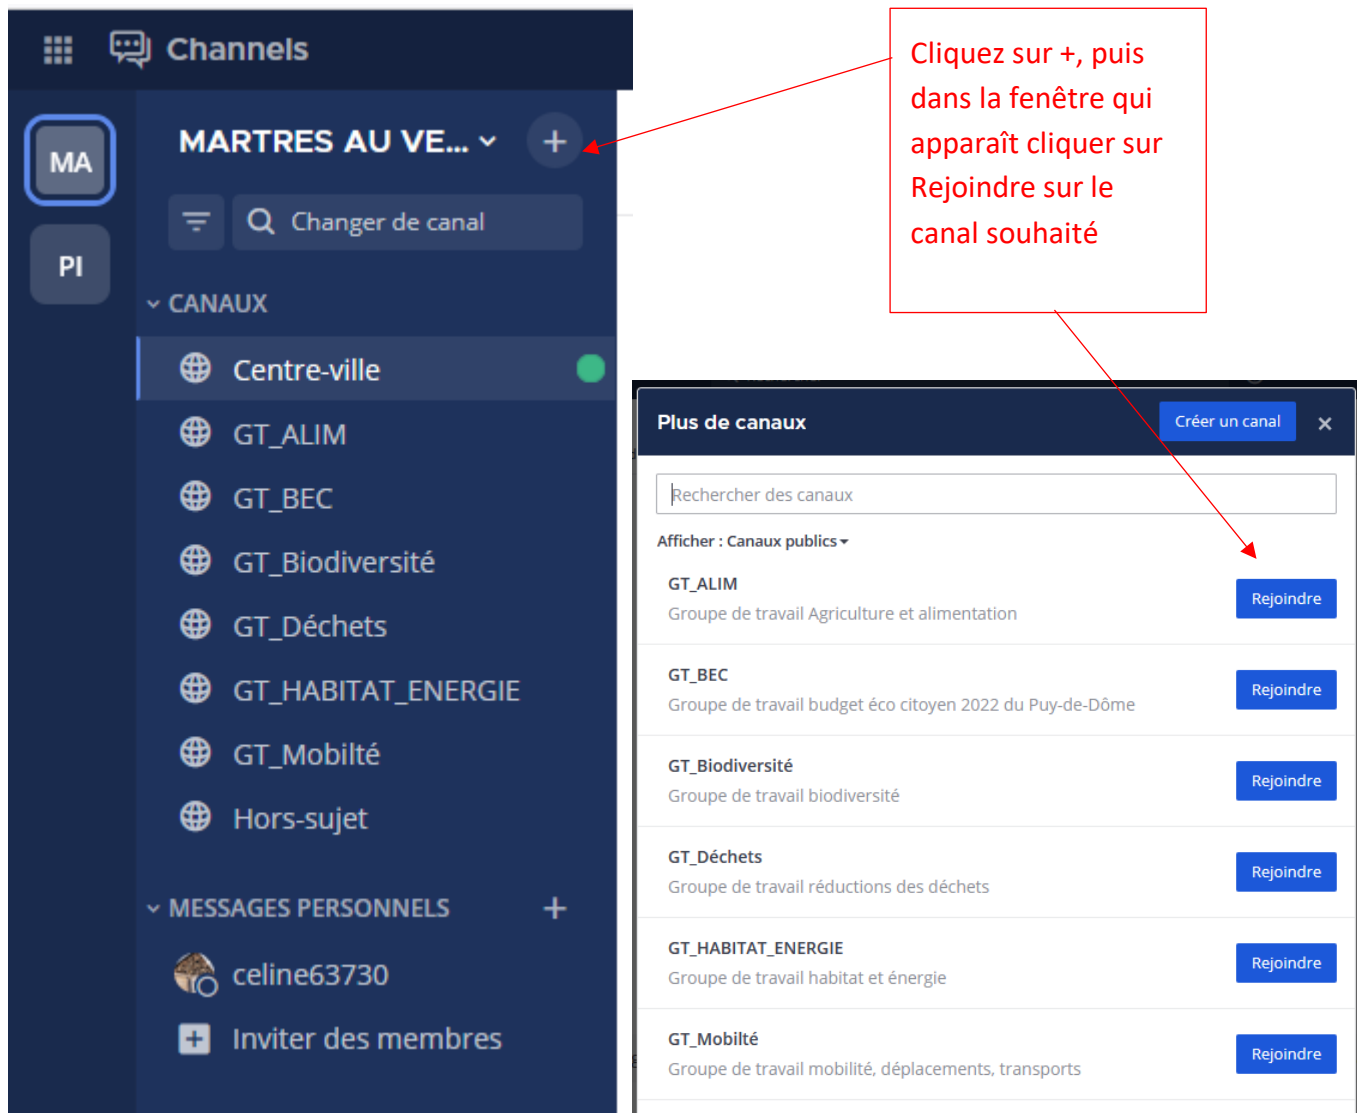 Channels
MA
PI
MARTRES AU VE...
Changer de canal
CANAUX
Centre-ville
GT_ALIM
GT_BEC
GT_Biodiversité
GT_Déchets
GT_HABITAT_ENERGIE
GT_Mobilté
Hors-sujet
MESSAGES PERSONNELS +
celine63730
Inviter des membres
Cliquez sur +, puis
dans la fenêtre qui
apparaît cliquer sur
Rejoindre sur le
canal souhaité
Plus de canaux
Créer un canal ×
Rechercher des canaux
Afficher : Canaux publics
GT_ALIM
Groupe de travail Agriculture et alimentation
Rejoindre
GT_BEC
Groupe de travail budget éco citoyen 2022 du Puy-de-Dôme
Rejoindre
GT_Biodiversité
Groupe de travail biodiversité
Rejoindre
GT_Déchets
Groupe de travail réductions des déchets
Rejoindre
GT_HABITAT_ENERGIE
Groupe de travail habitat et énergie
Rejoindre
GT_Mobilté
Groupe de travail mobilité, déplacements, transports
Rejoindre